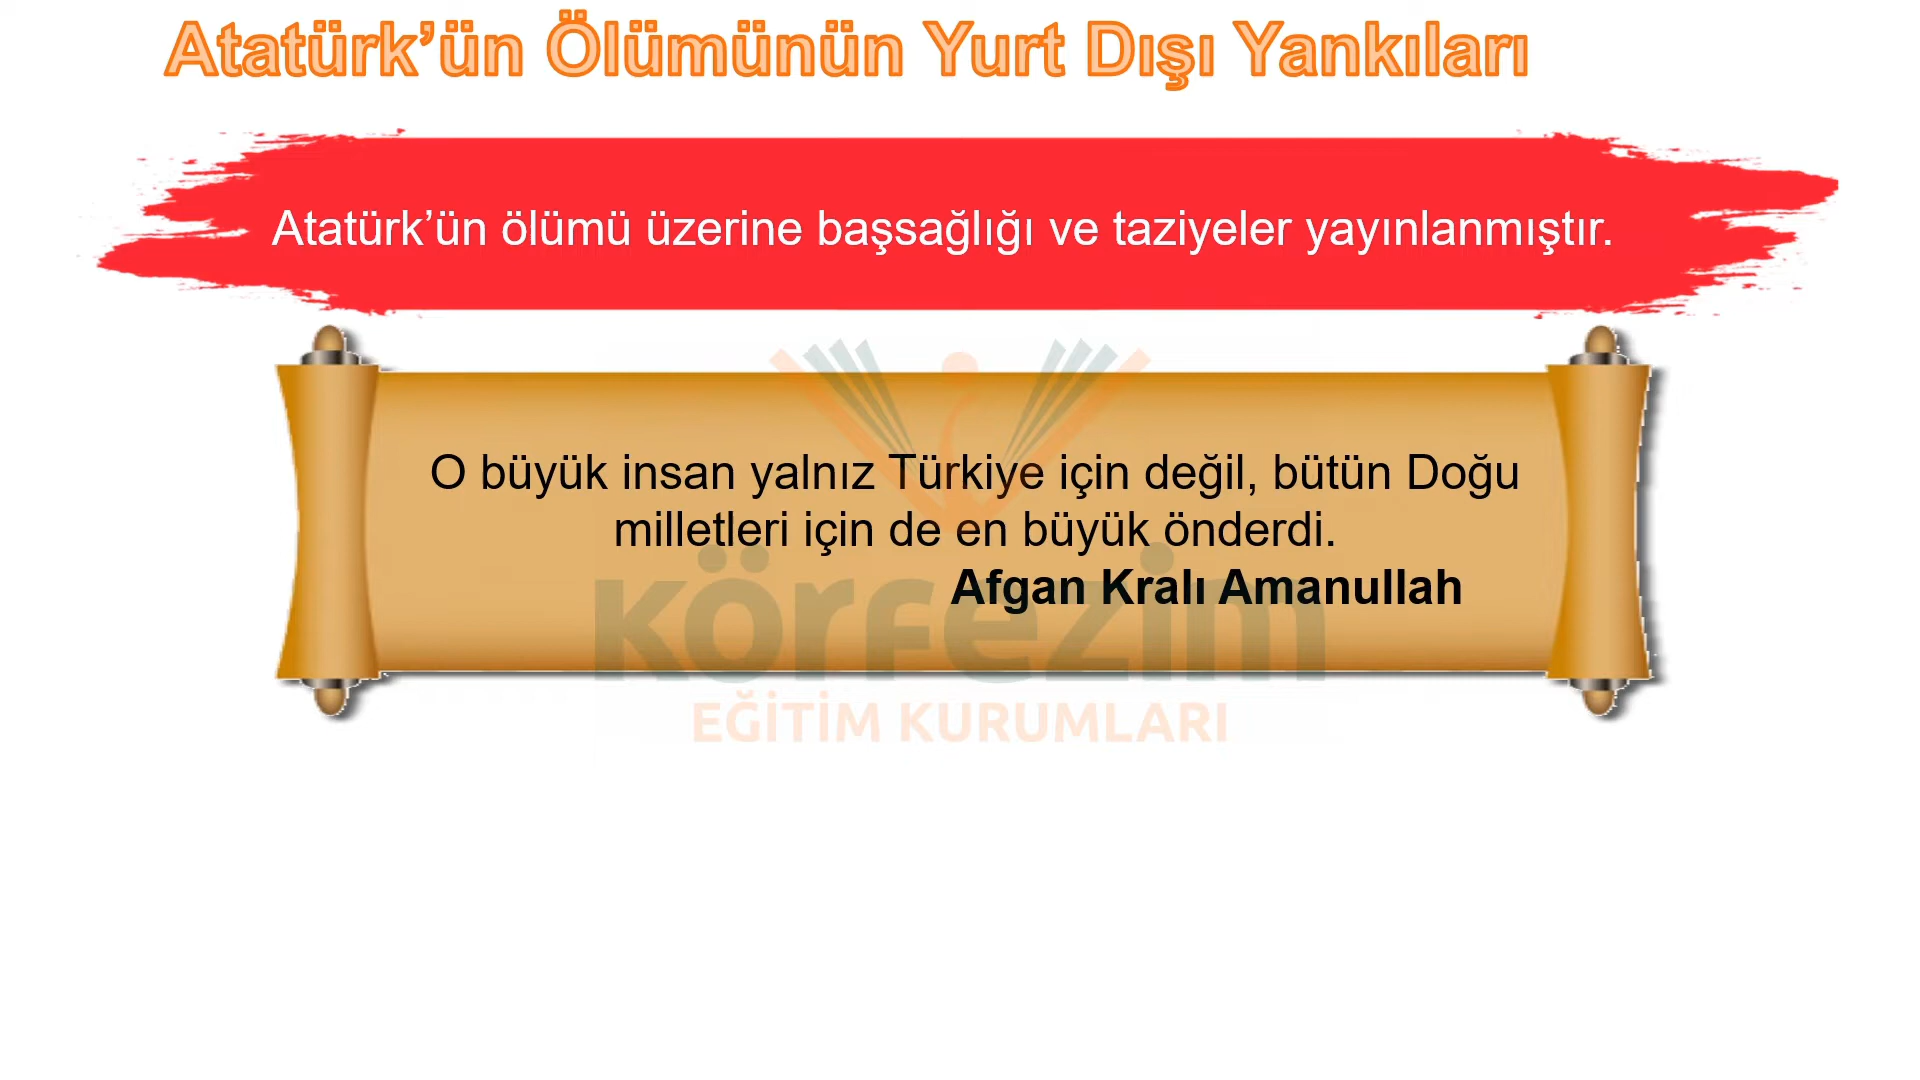 Atatürk’ün Ölümünün Yurt Dışı Yankıları
Atatürk’ün ölümü üzerine başsağlığı ve taziyeler yayınlanmıştır.
O büyük insan yalnız Türkiye için değil, bütün Doğu
milletleri için de en büyük önderdi.
Afgan Kralı Amanullah
körfezim
EĞİTİM KURUMLARI